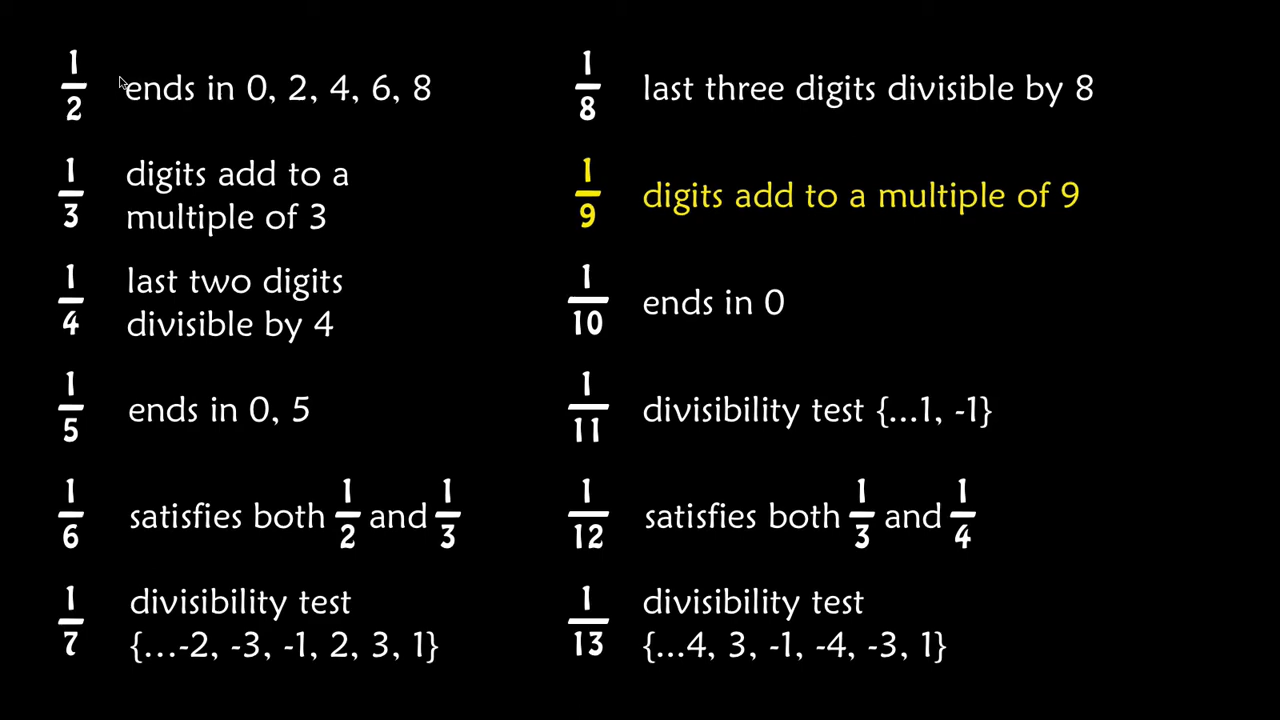 1/2 ends in 0, 2, 4, 6, 8
1/3 digits add to a
multiple of 3
1/4 last two digits
divisible by 4
1/5 ends in 0, 5
1/6 satisfies both 1/2 and 1/3
1/7 divisibility test
{...-2, -3, -1, 2, 3, 1}
1/8 last three digits divisible by 8
1/9 digits add to a multiple of 9
1/10 ends in 0
1/11 divisibility test {...1, -1}
1/12 satisfies both 1/3 and 1/4
1/13 divisibility test
{...4, 3, -1, -4, -3, 1}